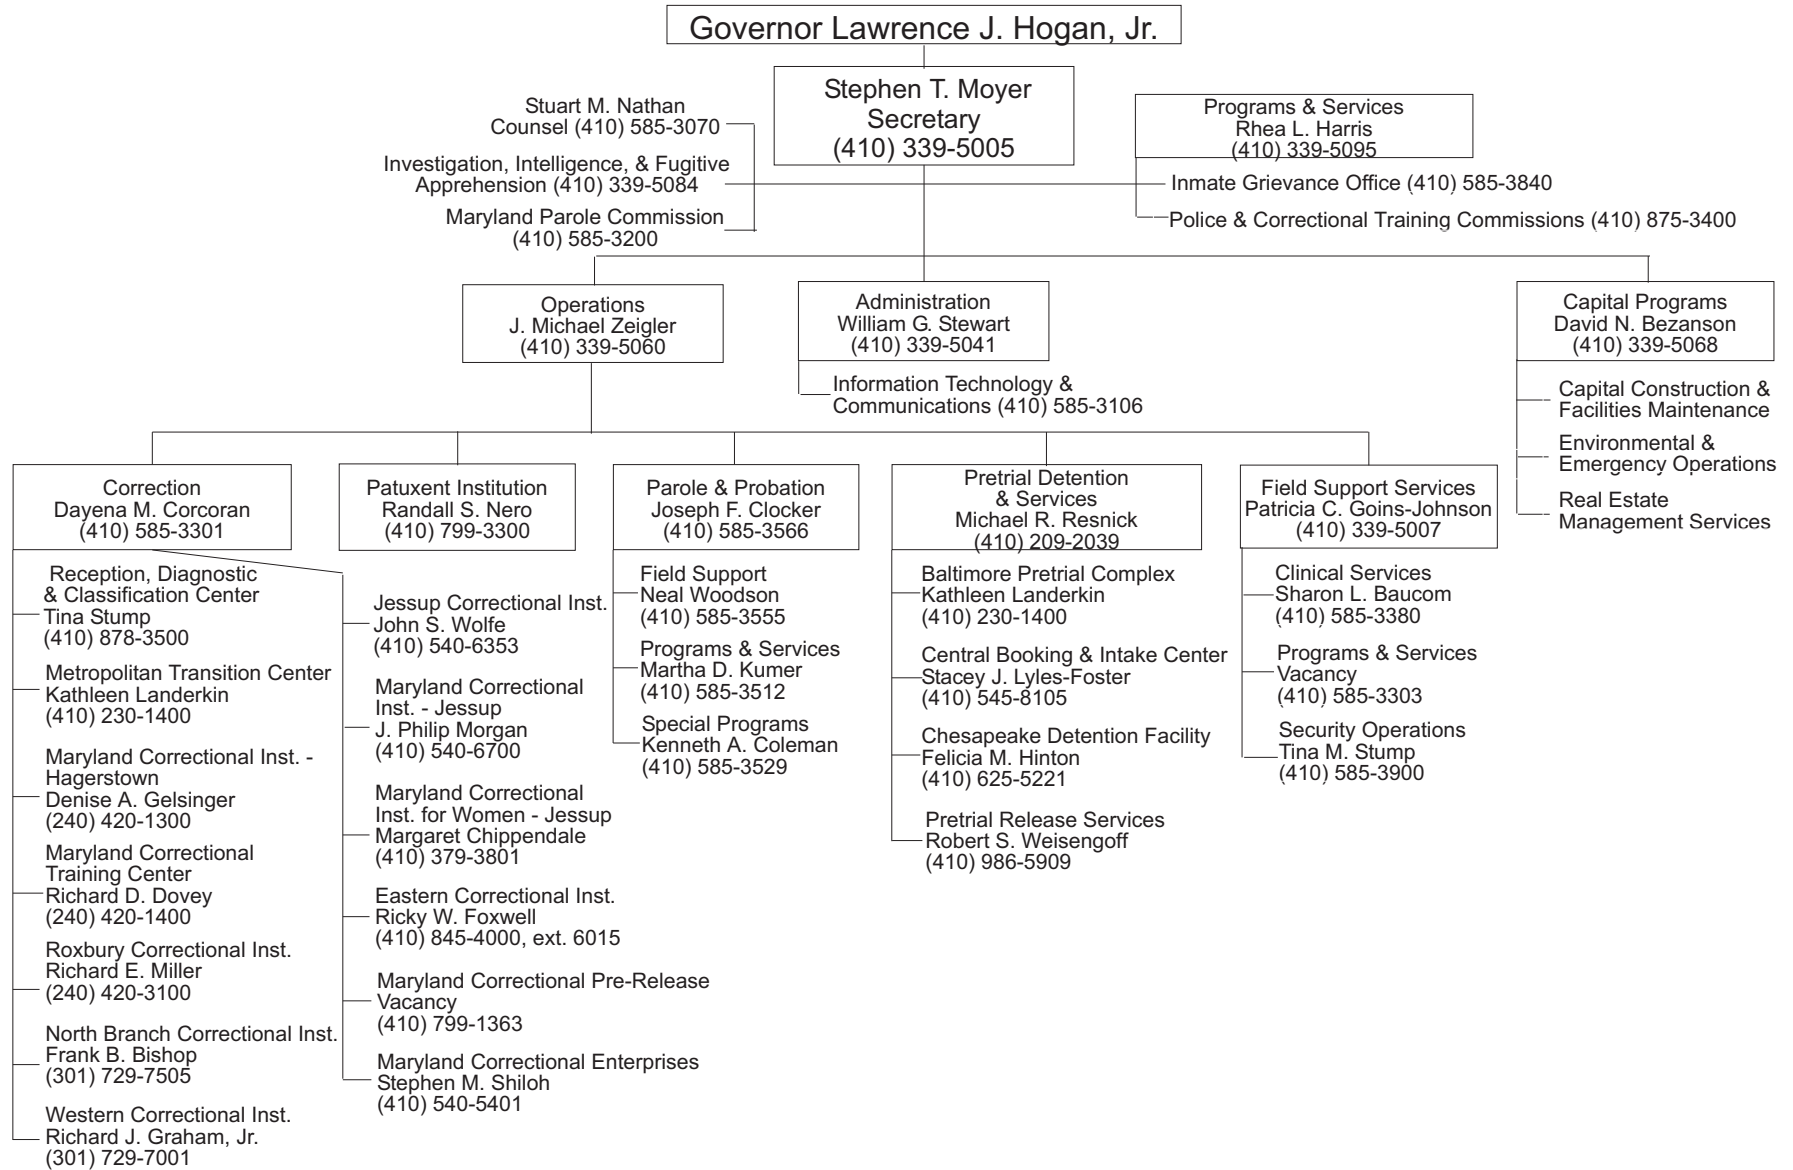 Governor Lawrence J. Hogan, Jr.
Stephen T. Moyer
Secretary
(410) 339-5005
Stuart M. Nathan
Counsel (410) 585-3070
Investigation, Intelligence, & Fugitive
Apprehension (410) 339-5084
Maryland Parole Commission
(410) 585-3200
Programs & Services
Rhea L. Harris
(410) 339-5095
Inmate Grievance Office (410) 585-3840
Police & Correctional Training Commissions (410) 875-3400
Operations
J. Michael Zeigler
(410) 339-5060
Administration
William G. Stewart
(410) 339-5041
Information Technology &
Communications (410) 585-3106
Capital Programs
David N. Bezanson
(410) 339-5068
Capital Construction &
Facilities Maintenance
Environmental &
Emergency Operations
Real Estate
Management Services
Correction
Dayena M. Corcoran
(410) 585-3301
Reception, Diagnostic
& Classification Center
Tina Stump
(410) 878-3500
Metropolitan Transition Center
Kathleen Landerkin
(410) 230-1400
Maryland Correctional Inst. -
Hagerstown
Denise A. Gelsinger
(240) 420-1300
Maryland Correctional
Training Center
Richard D. Dovey
(240) 420-1400
Roxbury Correctional Inst.
Richard E. Miller
(240) 420-3100
North Branch Correctional Inst.
Frank B. Bishop
(301) 729-7505
Western Correctional Inst.
Richard J. Graham, Jr.
(301) 729-7001
Jessup Correctional Inst.
John S. Wolfe
(410) 540-6353
Maryland Correctional
Inst. - Jessup
J. Philip Morgan
(410) 540-6700
Maryland Correctional
Inst. for Women - Jessup
Margaret Chippendale
(410) 379-3801
Eastern Correctional Inst.
Ricky W. Foxwell
(410) 845-4000, ext. 6015
Maryland Correctional Pre-Release
Vacancy
(410) 799-1363
Maryland Correctional Enterprises
Stephen M. Shiloh
(410) 540-5401
Patuxent Institution
Randall S. Nero
(410) 799-3300
Parole & Probation
Joseph F. Clocker
(410) 585-3566
Field Support
Neal Woodson
(410) 585-3555
Programs & Services
Martha D. Kumer
(410) 585-3512
Special Programs
Kenneth A. Coleman
(410) 585-3529
Pretrial Detention
& Services
Michael R. Resnick
(410) 209-2039
Baltimore Pretrial Complex
Kathleen Landerkin
(410) 230-1400
Central Booking & Intake Center
Stacey J. Lyles-Foster
(410) 545-8105
Chesapeake Detention Facility
Felicia M. Hinton
(410) 625-5221
Pretrial Release Services
Robert S. Weisengoff
(410) 986-5909
Field Support Services
Patricia C. Goins-Johnson
(410) 339-5007
Clinical Services
Sharon L. Baucom
(410) 585-3380
Programs & Services
Vacancy
(410) 585-3303
Security Operations
Tina M. Stump
(410) 585-3900